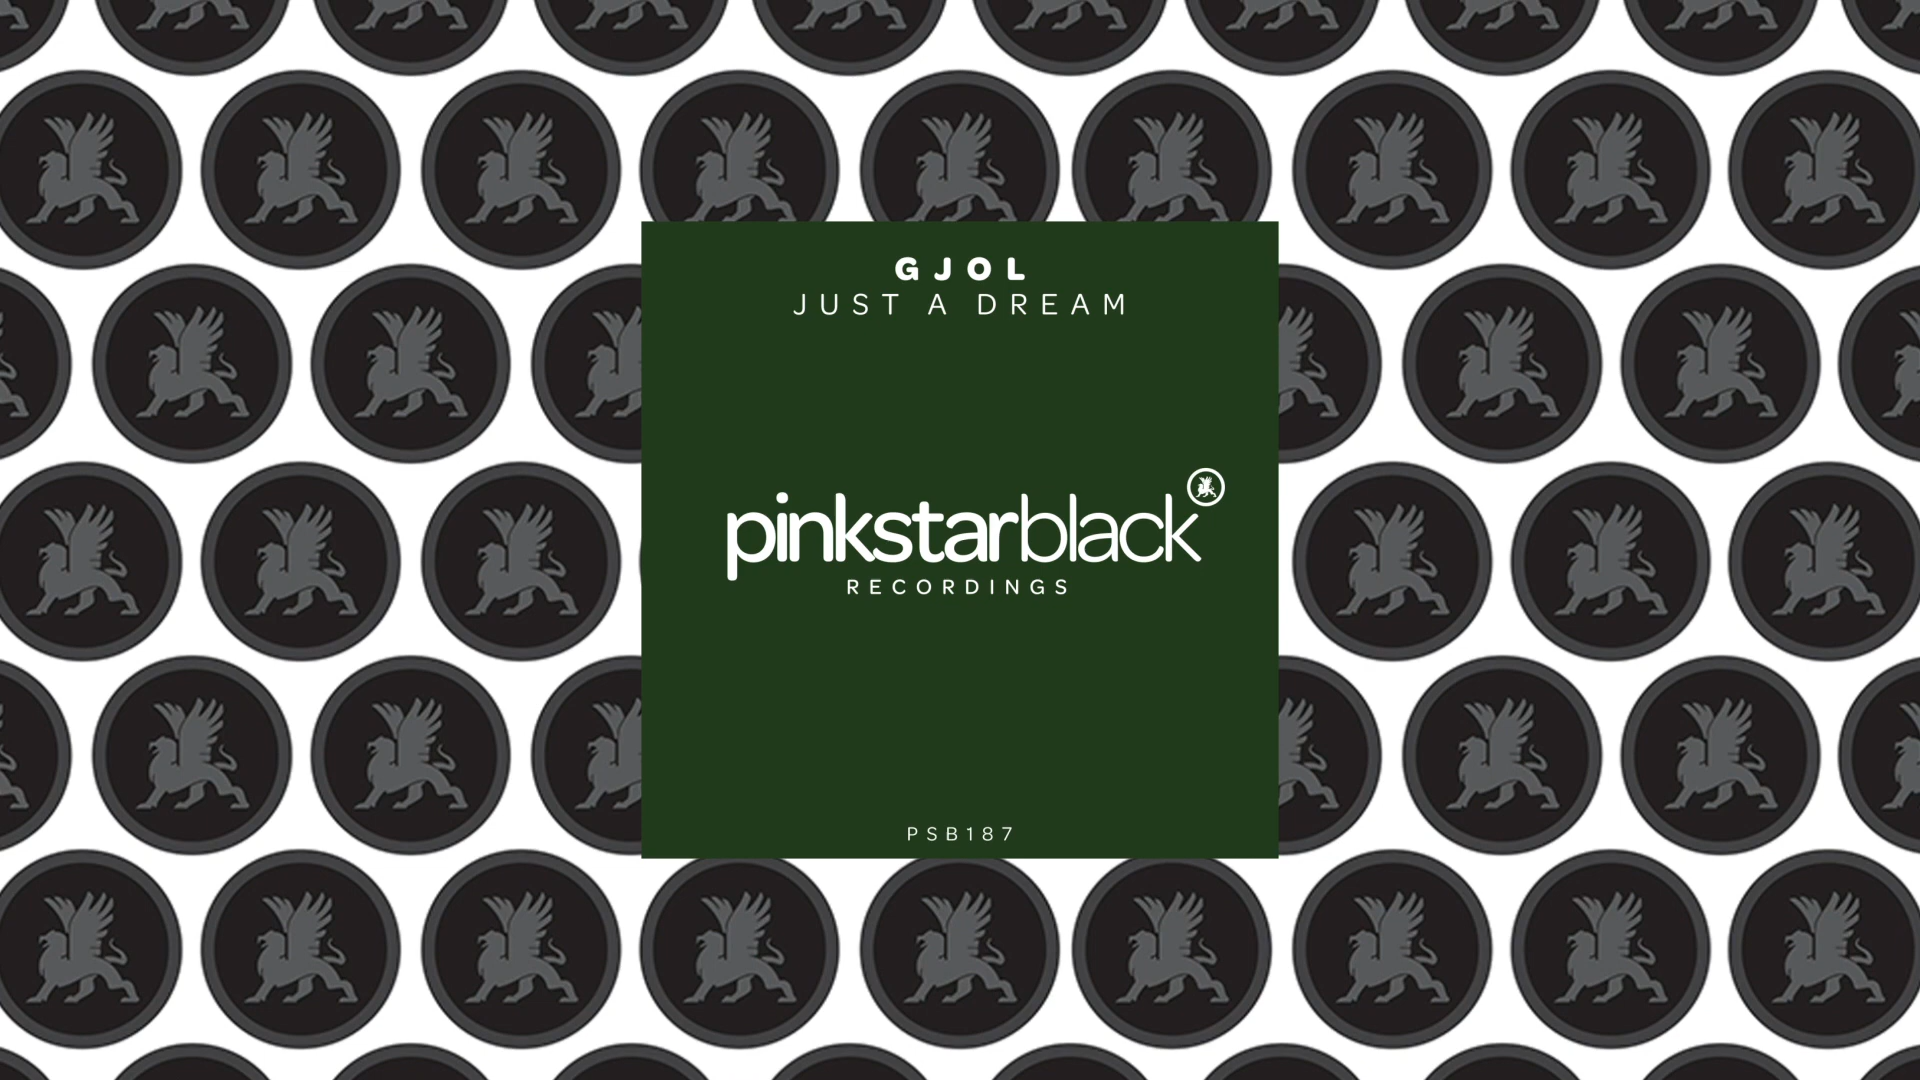 GJOL
JUST A DREAM
pinkstarblack
RECORDINGS
PSB187